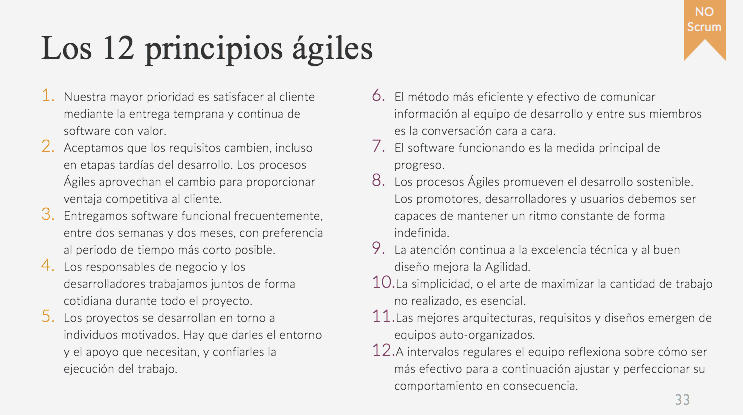 NO
Scrum
Los 12 principios ágiles
1. Nuestra mayor prioridad es satisfacer al cliente
mediante la entrega temprana y continua de
software con valor.
2. Aceptamos que los requisitos cambien, incluso
en etapas tardías del desarrollo. Los procesos
Ágiles aprovechan el cambio para proporcionar
ventaja competitiva al cliente.
3. Entregamos software funcional frecuentemente,
entre dos semanas y dos meses, con preferencia
al periodo de tiempo más corto posible.
4. Los responsables de negocio y los
desarrolladores trabajamos juntos de forma
cotidiana durante todo el proyecto.
5. Los proyectos se desarrollan en torno a
individuos motivados. Hay que darles el entorno
y el apoyo que necesitan, y confiarles la
ejecución del trabajo.
6. El método más eficiente y efectivo de comunicar
información al equipo de desarrollo y entre sus miembros
es la conversación cara a cara.
7. El software funcionando es la medida principal de
progreso.
8. Los procesos Ágiles promueven el desarrollo sostenible.
Los promotores, desarrolladores y usuarios debemos ser
capaces de mantener un ritmo constante de forma
indefinida.
9. La atención continua a la excelencia técnica y al buen
diseño mejora la Agilidad.
10.La simplicidad, o el arte de maximizar la cantidad de trabajo
no realizado, es esencial.
11.Las mejores arquitecturas, requisitos y diseños emergen de
equipos auto-organizados.
12.A intervalos regulares el equipo reflexiona sobre cómo ser
más efectivo para a continuación ajustar y perfeccionar su
comportamiento en consecuencia.
33